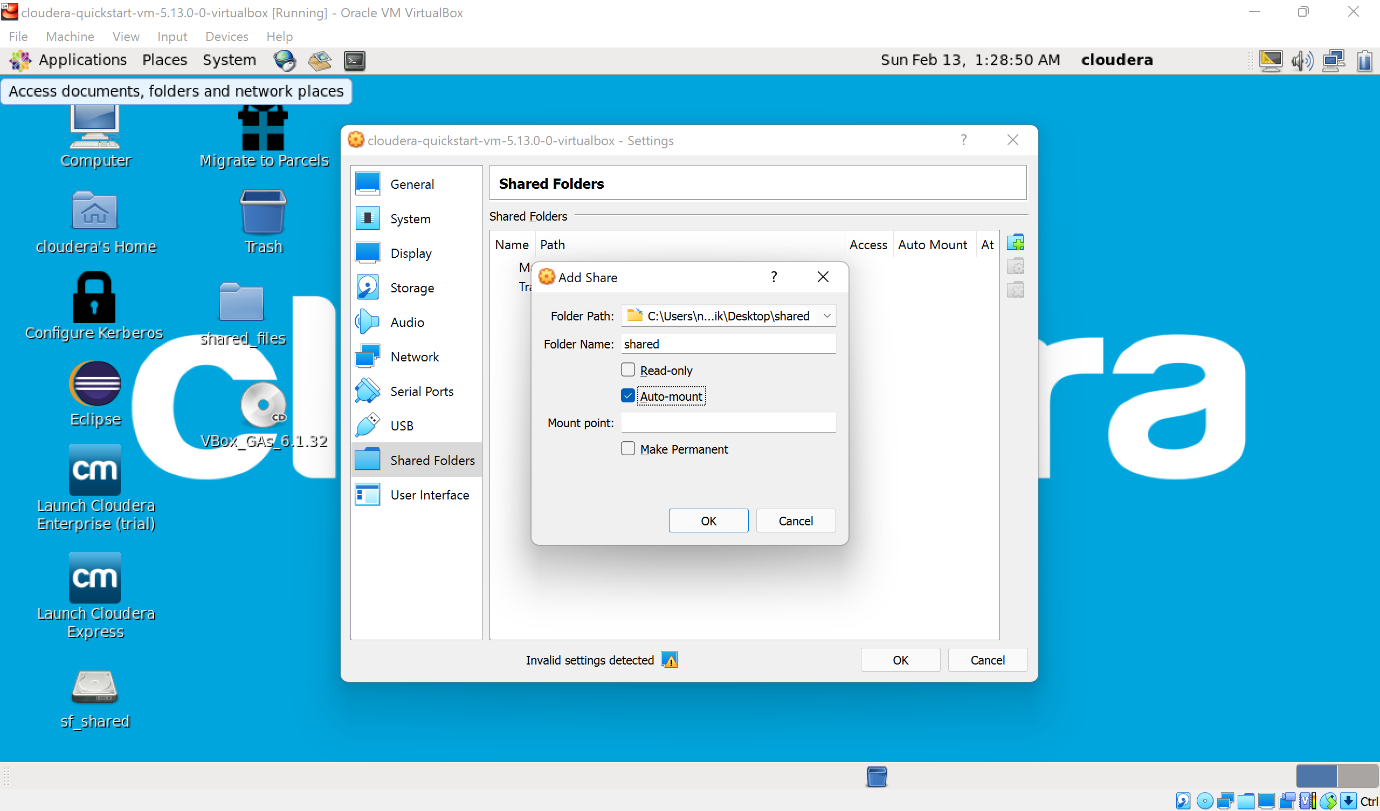 cloudera-quickstart-vm-5.13.0-0-virtualbox [Running] - Oracle VM VirtualBox
File Machine View Input Devices Help
Applications Places System Sun Feb 13, 1:28:50 AM cloudera
Access documents, folders and network places
Computer
Migrate to Parcels
cloudera's Home
Trash
Configure Kerberos
shared_files
Eclipse
CD
VBox_GAs_6.1.32
cm
Launch Cloudera
Enterprise (trial)
cm
Launch Cloudera
Express
sf_shared
cloudera-quickstart-vm-5.13.0-0-virtualbox - Settings ?
General
System
Display
Storage
Audio
Network
Serial Ports
USB
Shared Folders
User Interface
Shared Folders
Shared Folders
Name Path Access Auto Mount At
Add Share ?
Folder Path: C:\Users\n...ik\Desktop\shared
Folder Name: shared
Read-only
Auto-mount
Mount point:
Make Permanent
OK Cancel
Invalid settings detected OK Cancel
Ctrl